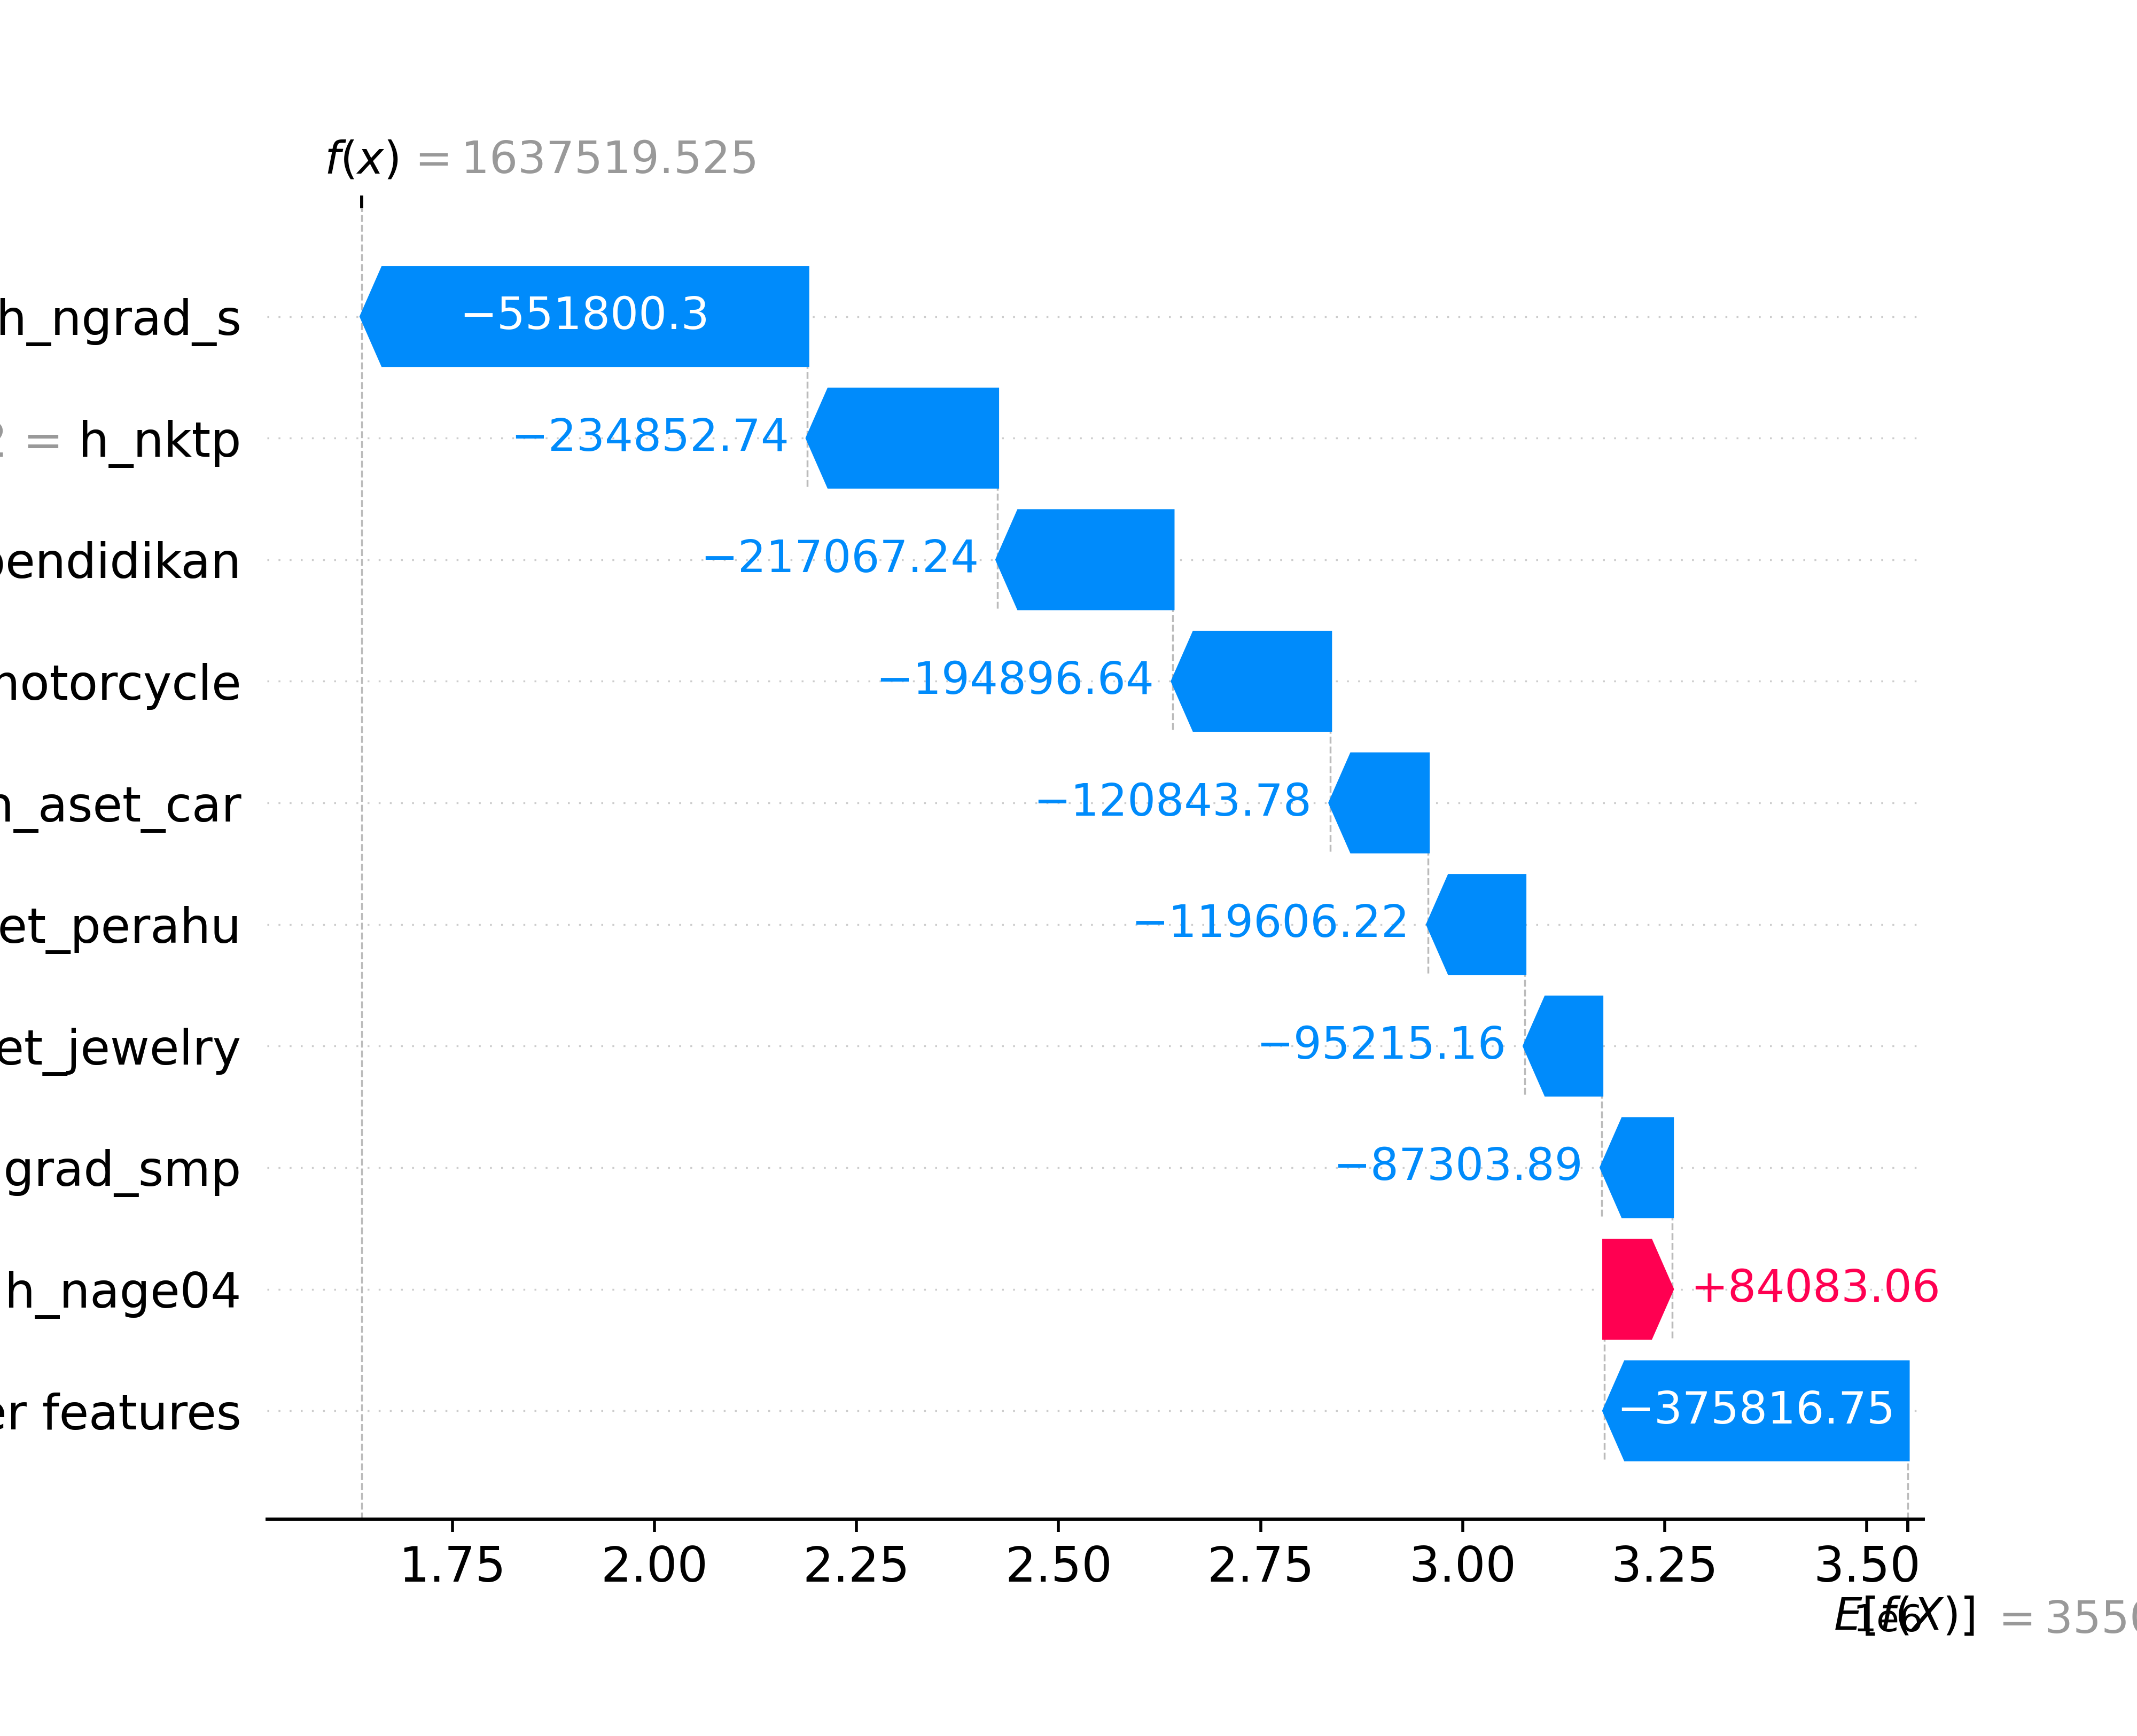 f(x) = 1637519.525
h_ngrad_s
−551800.3
= h_nktp
−234852.74
pendidikan
−217067.24
motorcycle
−194896.64
h_aset_car
−120843.78
et_perahu
−119606.22
et_jewelry
−95215.16
grad_smp
−87303.89
h_nage04
+84083.06
er features
−375816.75
1.75 2.00 2.25 2.50 2.75 3.00 3.25 3.50
1e6
E[f(X)] = 355